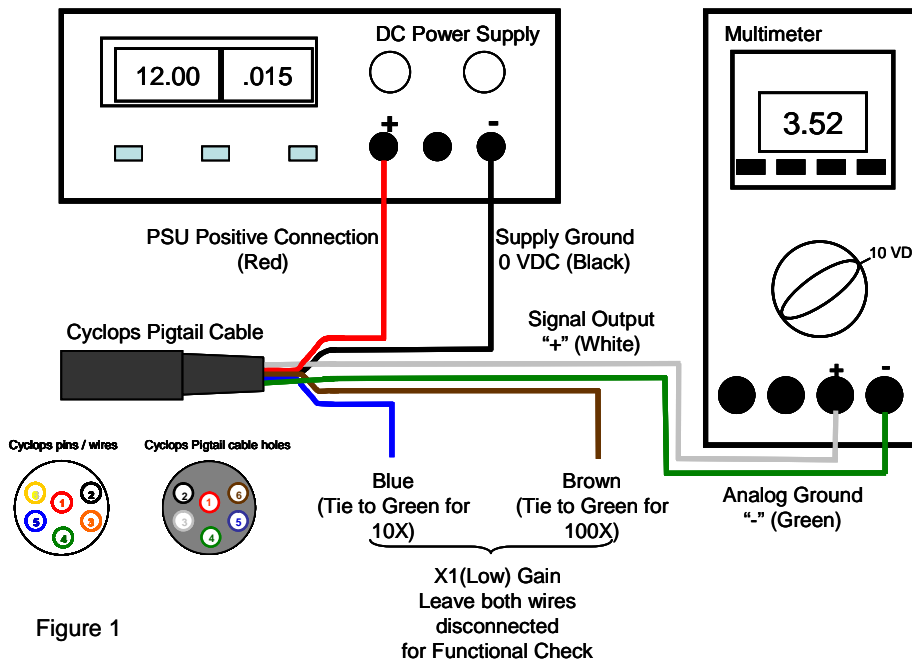 DC Power Supply
12.00 .015
+ -
Multimeter
3.52
10 VD
+ -
PSU Positive Connection
(Red)
Supply Ground
0 VDC (Black)
Cyclops Pigtail Cable
Signal Output
“+” (White)
Cyclops pins / wires
6 1 2
5 3
4
Cyclops Pigtail cable holes
2 1 6
3 5
4
Blue
(Tie to Green for
10X)
Brown
(Tie to Green for
100X)
Analog Ground
“-” (Green)
X1(Low) Gain
Leave both wires
disconnected
for Functional Check
Figure 1